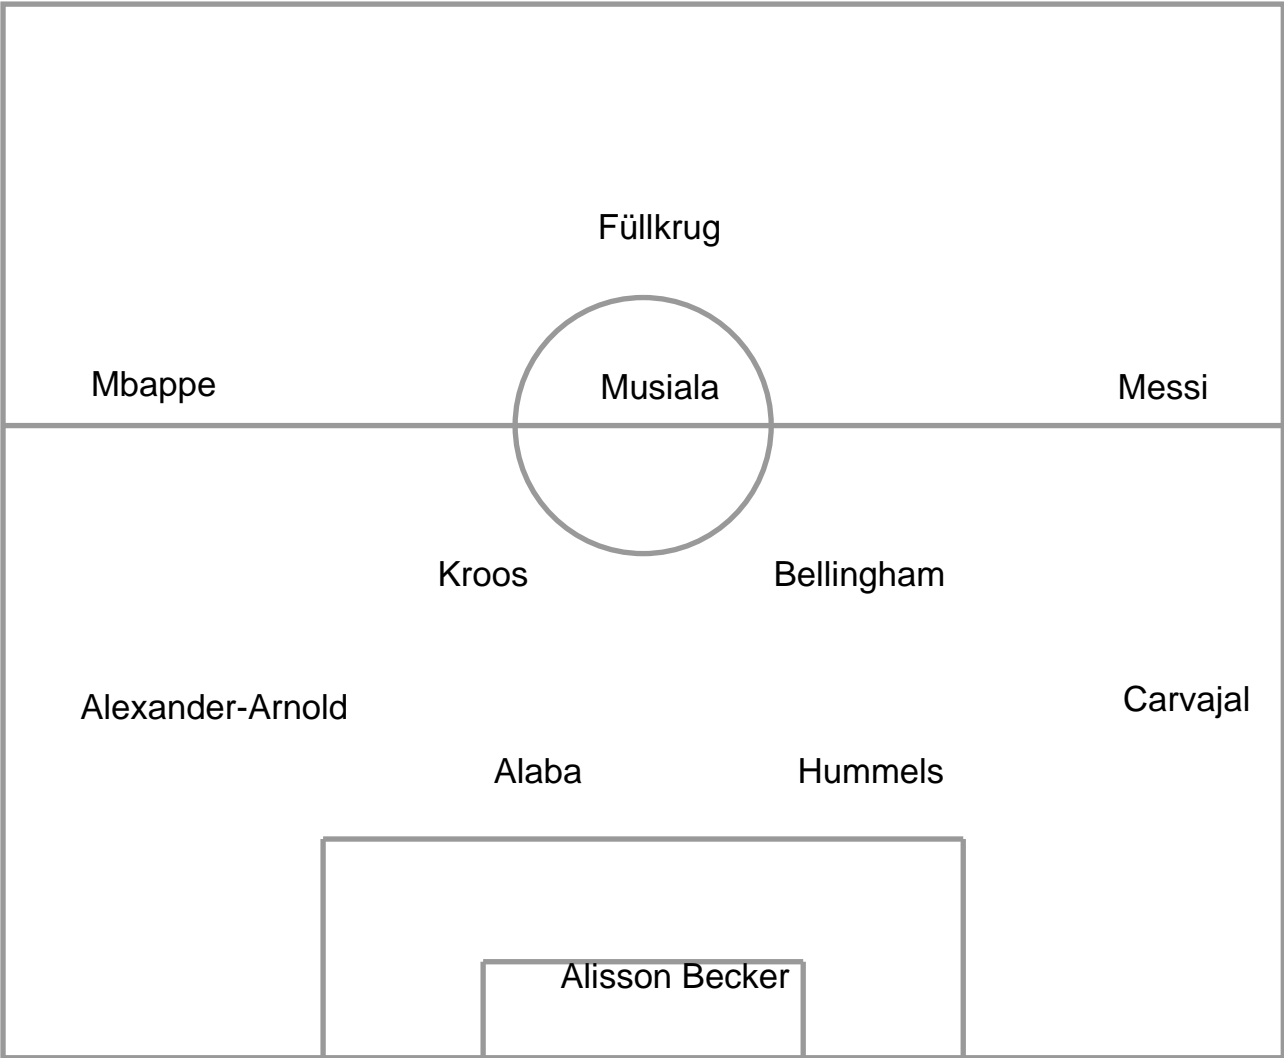 Füllkrug
Mbappe
Musiala
Messi
Kroos
Bellingham
Alexander-Arnold
Carvajal
Alaba
Hummels
Alisson Becker